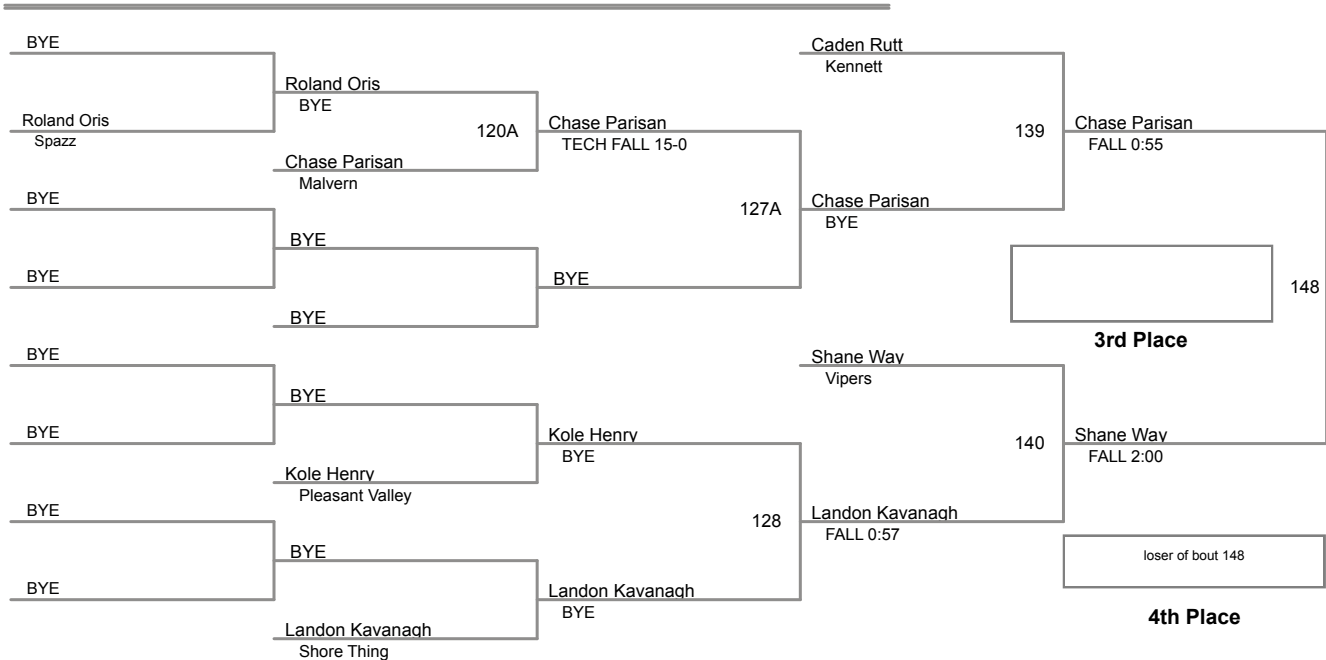 BYE
Roland Oris
Spazz
BYE
BYE
BYE
BYE
BYE
BYE
Roland Oris
BYE
120A
Chase Parisan
Malvern
BYE
BYE
BYE
Kole Henry
Pleasant Valley
BYE
Landon Kavanagh
Shore Thing
Chase Parisan
TECH FALL 15-0
127A
BYE
Kole Henry
BYE
128
Landon Kavanagh
BYE
Caden Rutt
Kennett
139
Chase Parisan
BYE
Shane Way
Vipers
140
Landon Kavanagh
FALL 0:57
Chase Parisan
FALL 0:55
148
3rd Place
Shane Way
FALL 2:00
loser of bout 148
4th Place